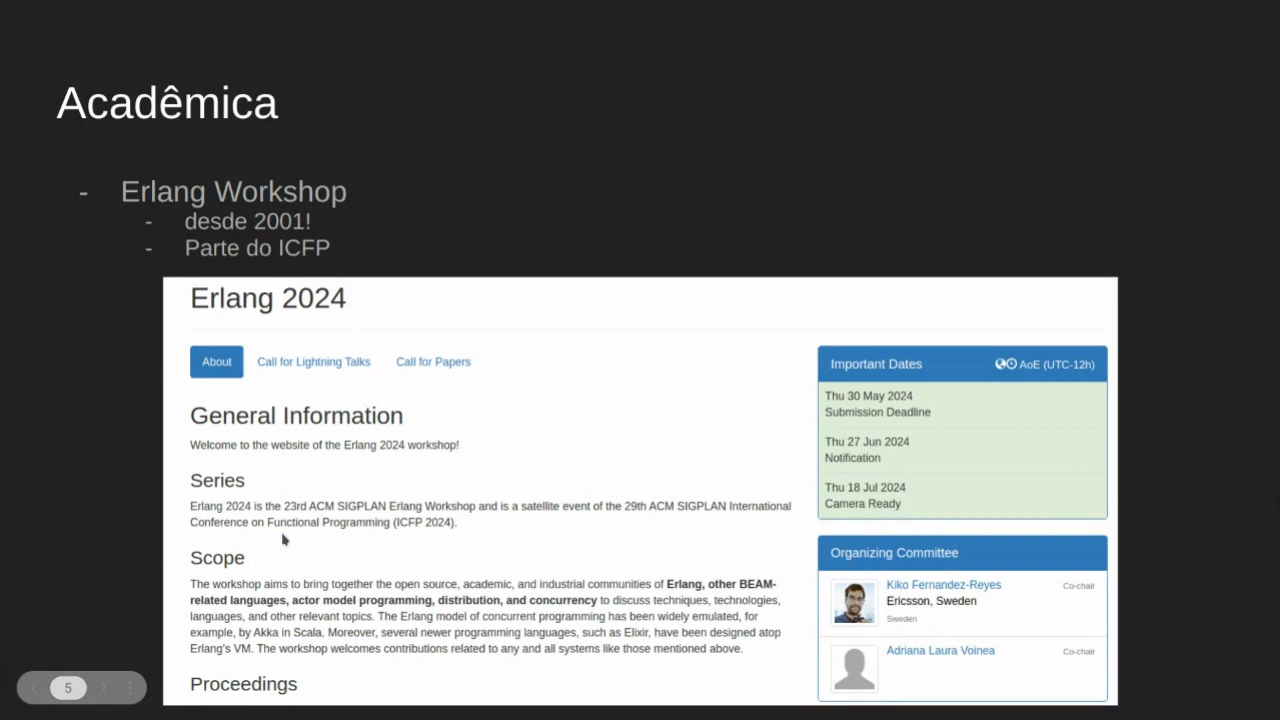 Acadêmica
- Erlang Workshop
- desde 2001!
- Parte do ICFP
Erlang 2024
About Call for Lightning Talks Call for Papers
General Information
Welcome to the website of the Erlang 2024 workshop!
Series
Erlang 2024 is the 23rd ACM SIGPLAN Erlang Workshop and is a satellite event of the 29th ACM SIGPLAN International
Conference on Functional Programming (ICFP 2024).
Scope
The workshop aims to bring together the open source, academic, and industrial communities of Erlang, other BEAM-
related languages, actor model programming, distribution, and concurrency to discuss techniques, technologies,
languages, and other relevant topics. The Erlang model of concurrent programming has been widely emulated, for
example, by Akka in Scala. Moreover, several newer programming languages, such as Elixir, have been designed atop
Erlang's VM. The workshop welcomes contributions related to any and all systems like those mentioned above.
Proceedings
Important Dates AoE (UTC-12h)
Thu 30 May 2024
Submission Deadline
Thu 27 Jun 2024
Notification
Thu 18 Jul 2024
Camera Ready
Organizing Committee
Kiko Fernandez-Reyes Co-chair
Ericsson, Sweden
Sweden
Adriana Laura Voinea Co-chair
5